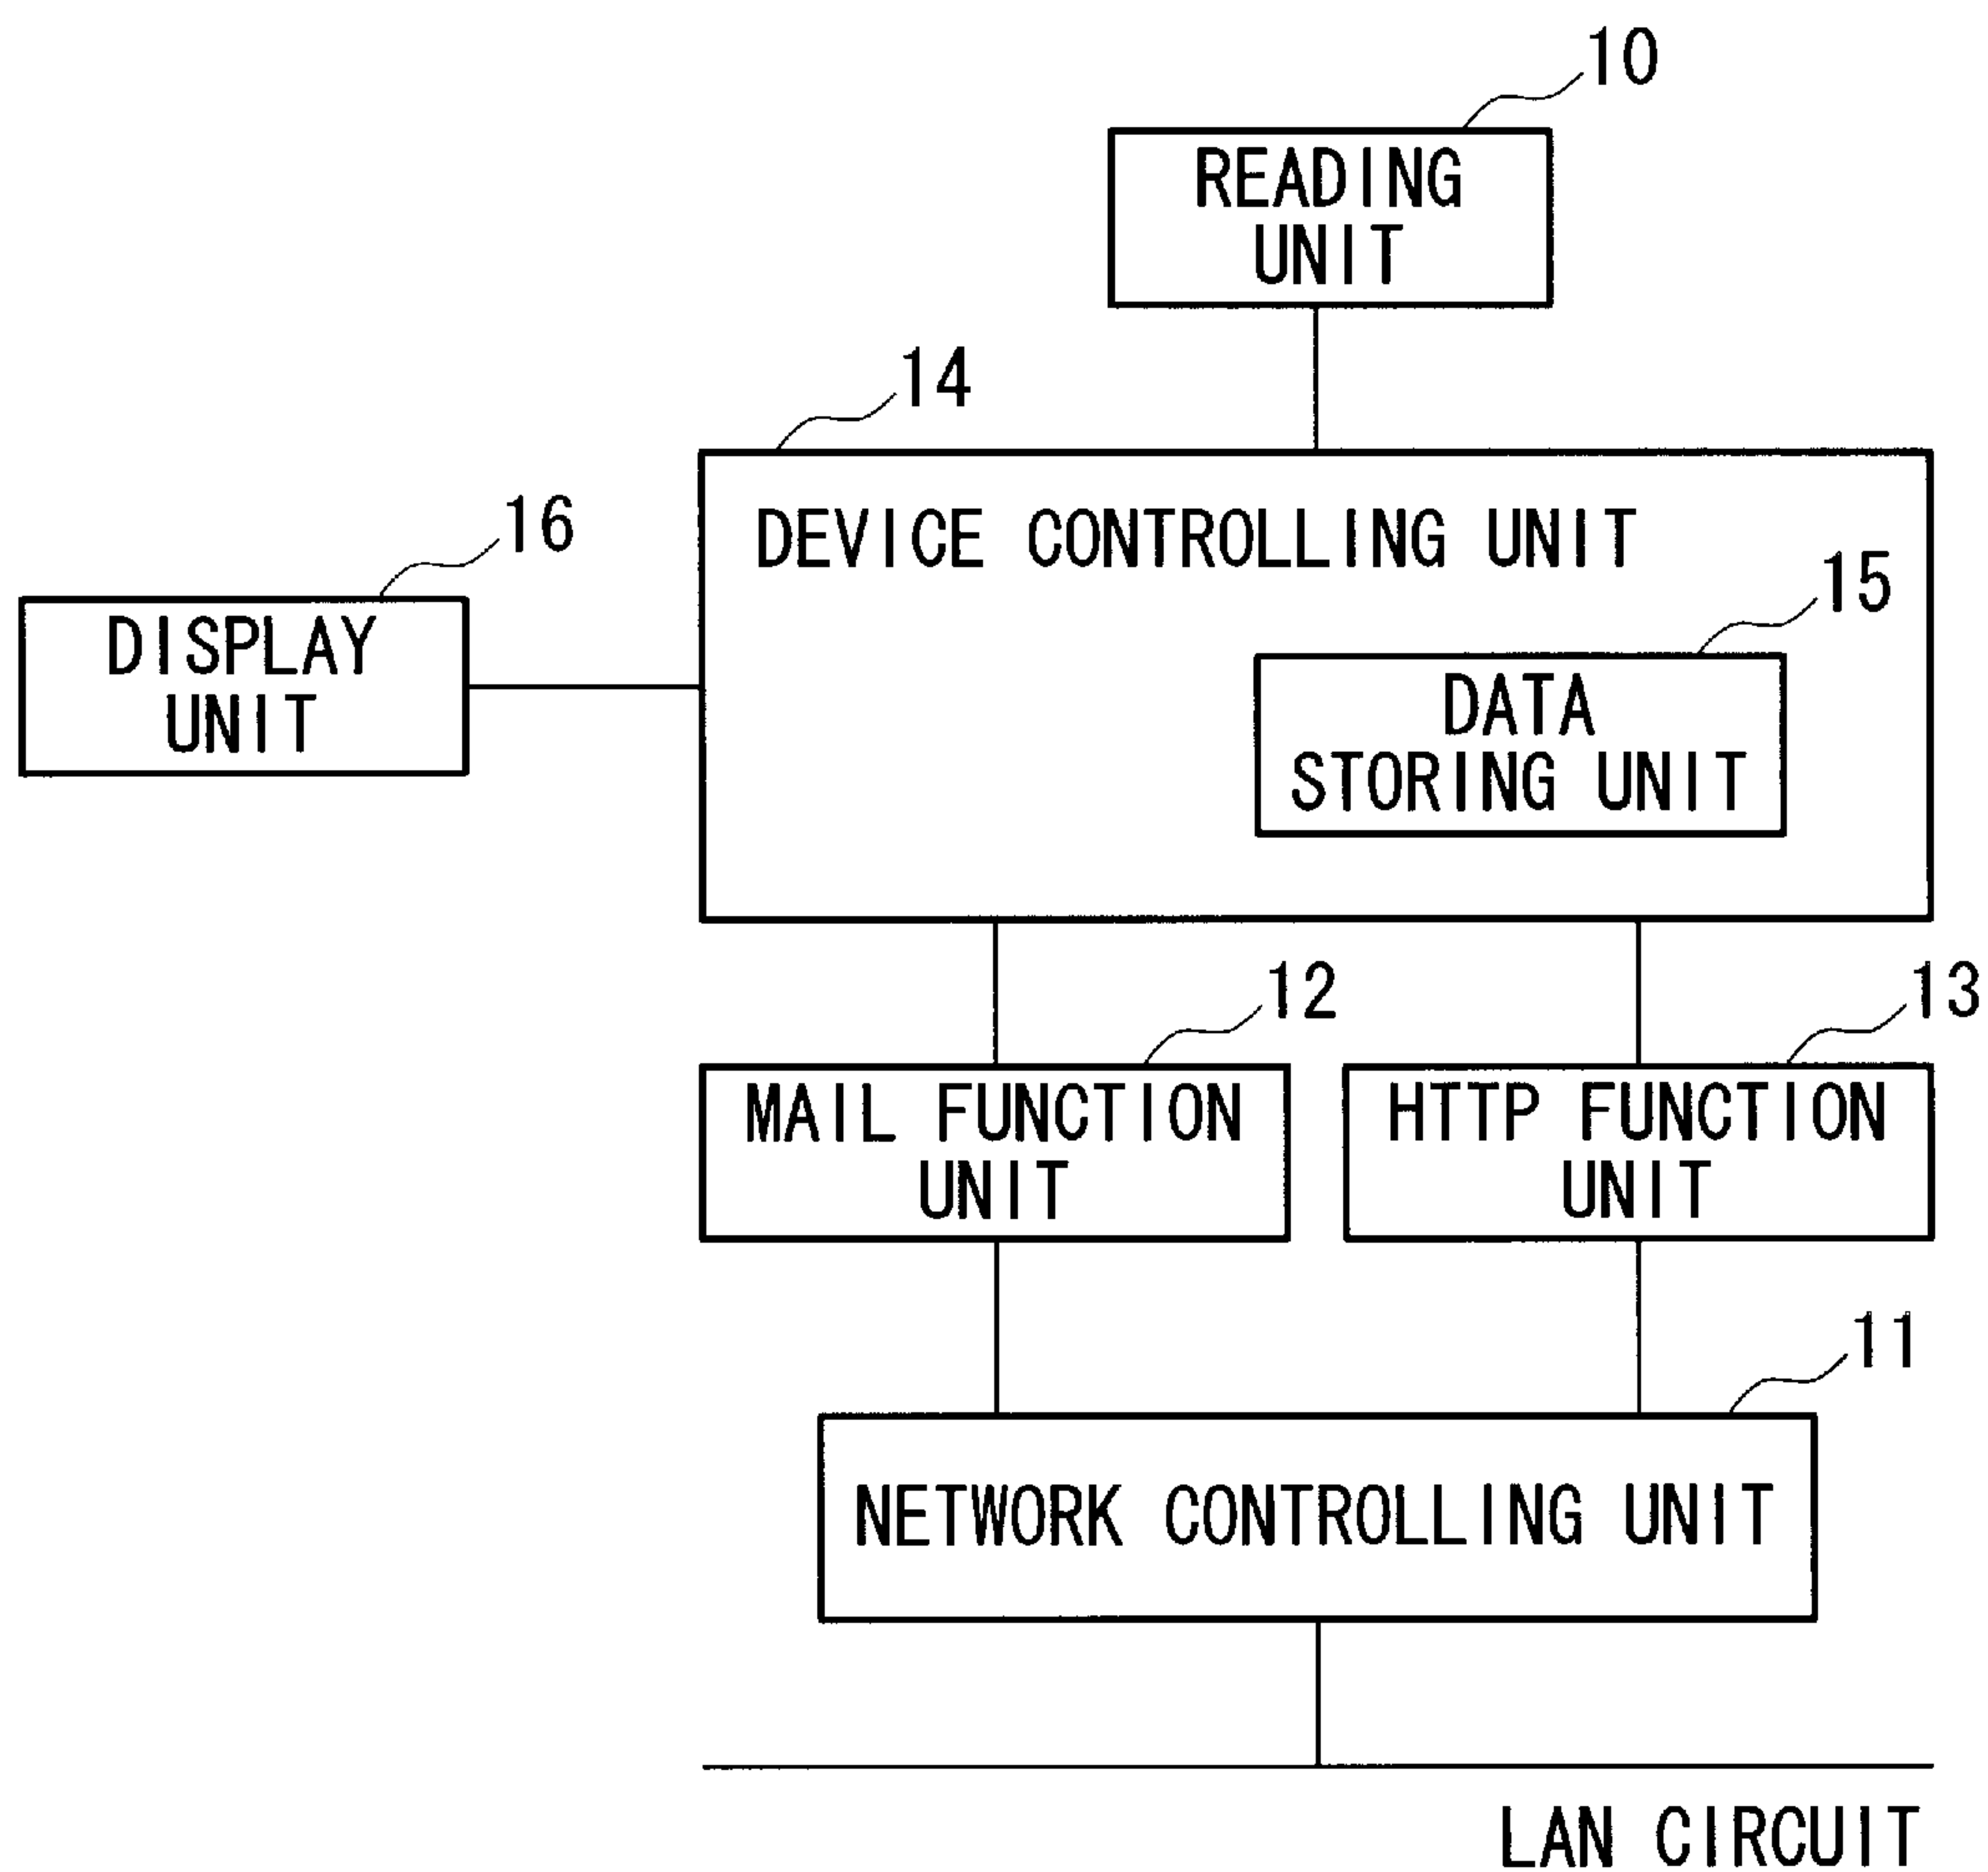 10
READING
UNIT
14
16
DEVICE CONTROLLING UNIT
15
DISPLAY
UNIT
DATA
STORING UNIT
12
13
MAIL FUNCTION
UNIT
HTTP FUNCTION
UNIT
11
NETWORK CONTROLLING UNIT
LAN CIRCUIT